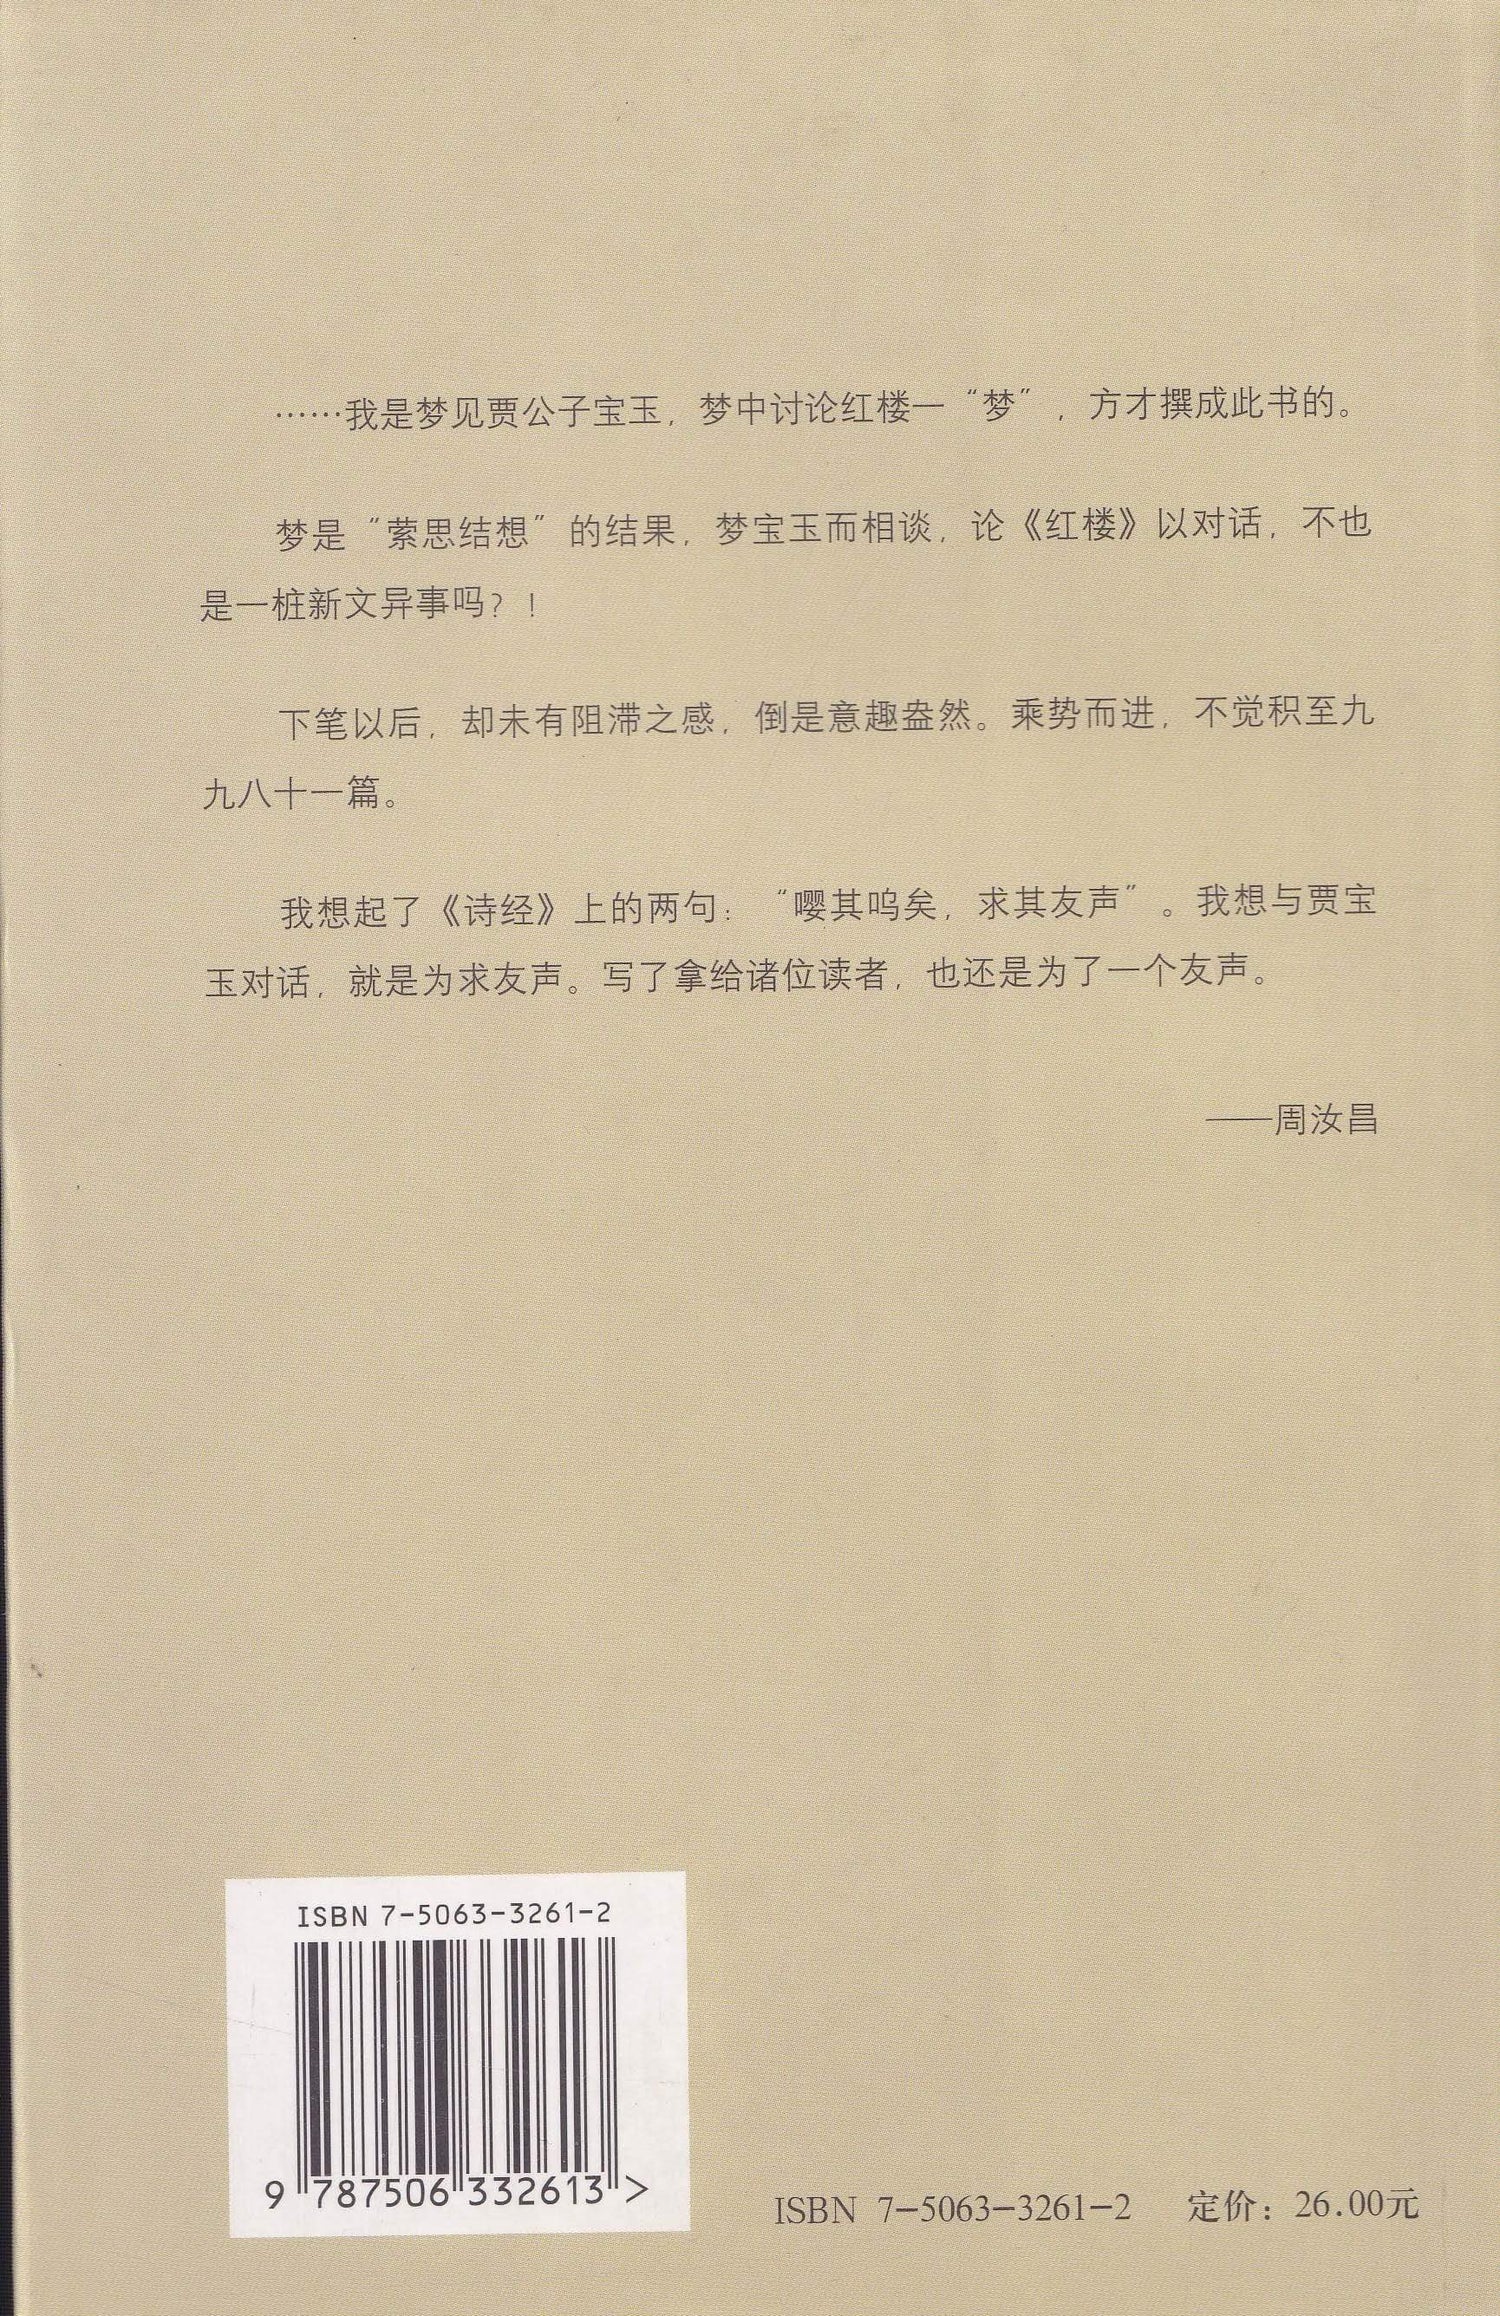 ……我是梦见贾公子宝玉，梦中讨论红楼一“梦”，方才撰成此书的。
梦是“萦思结想”的结果，梦宝玉而相谈，论《红楼》以对话，不也
是一桩新文异事吗？！
下笔以后，却未有阻滞之感，倒是意趣盎然。乘势而进，不觉积至九
九八十一篇。
我想起了《诗经》上的两句：“嘤其鸣矣，求其友声”。我想与贾宝
玉对话，就是为求友声。写了拿给诸位读者，也还是为了一个友声。
——周汝昌
ISBN 7-5063-3261-2
9 787506 332613 >
ISBN 7-5063-3261-2 定价：26.00元